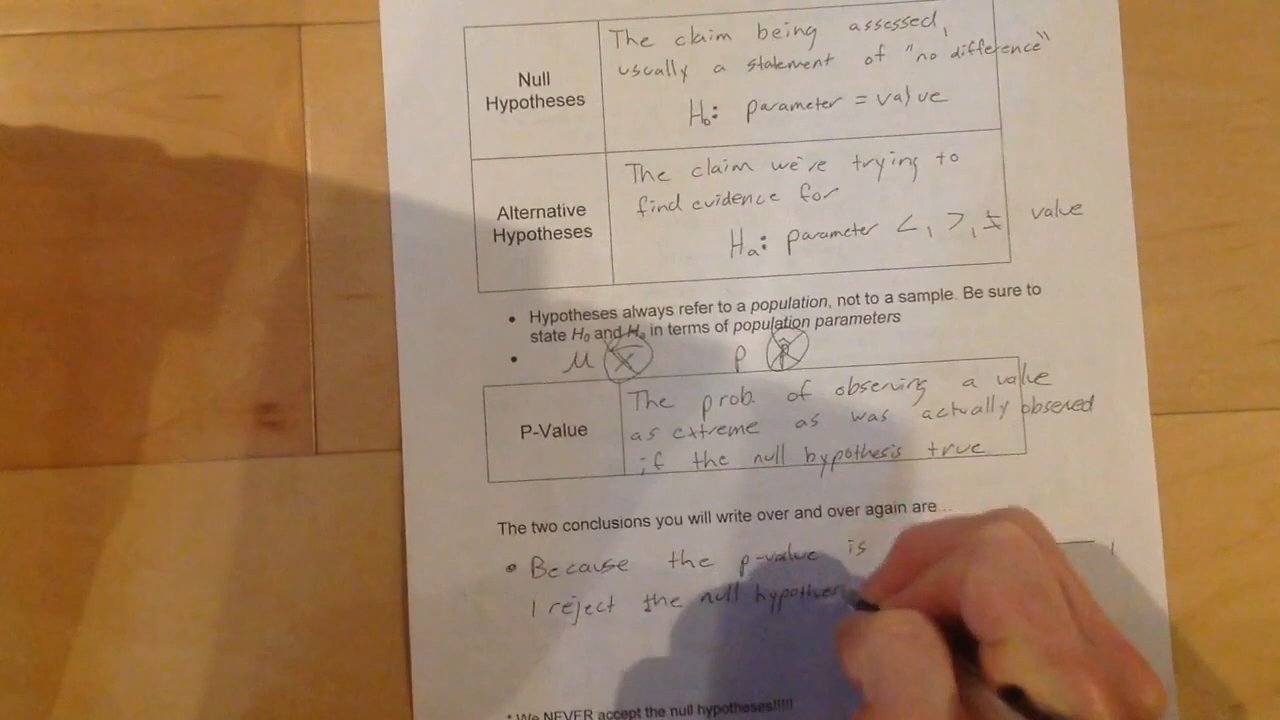 Null
Hypotheses
The claim being assessed,
usually a statement of "no difference"
H₀: parameter = value
Alternative
Hypotheses
The claim we're trying to
find evidence for
Hₐ: parameter <, >, ≠ value
• Hypotheses always refer to a population, not to a sample. Be sure to
state H₀ and Hₐ in terms of population parameters
• μ x̄ p p̂
P-Value
The prob. of observing a value
as extreme as was actually observed
if the null hypothesis true
The two conclusions you will write over and over again are...
• Because the p-value is
I reject the null hypothes
* We NEVER accept the null hypotheses!!!!!